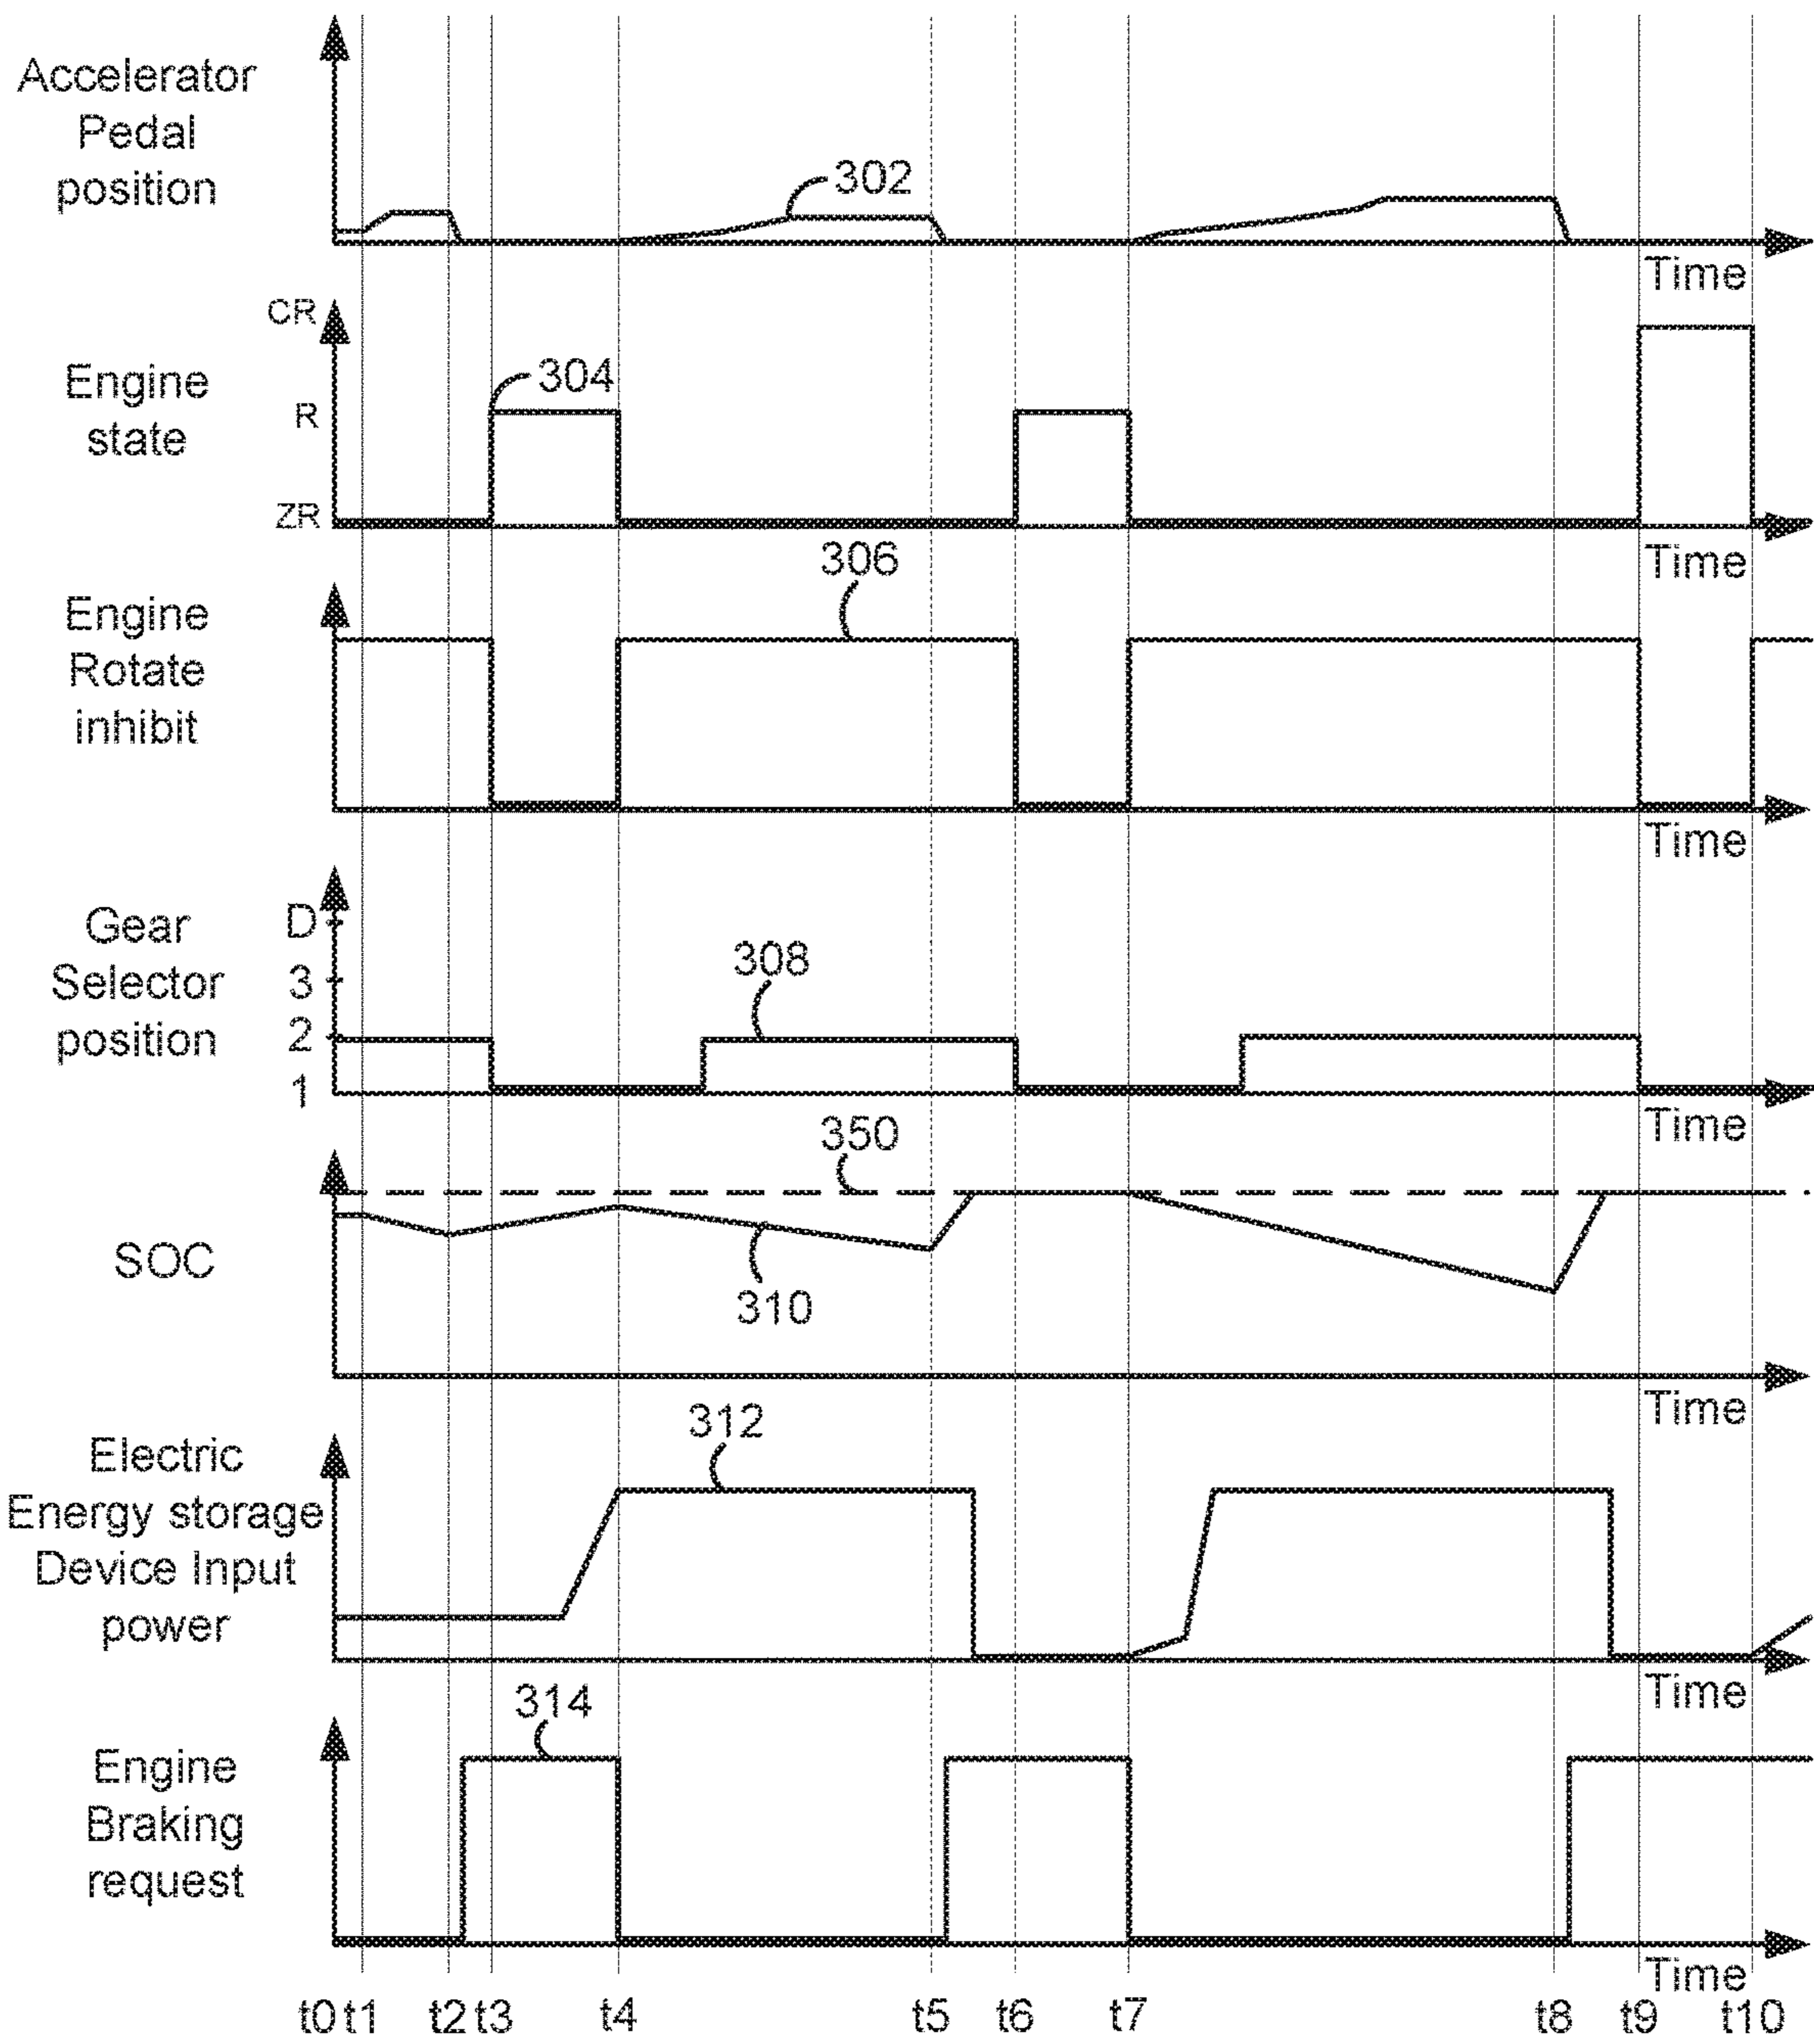 Accelerator
Pedal
position
302
Time
CR
R
ZR
Engine
state
304
Time
Engine
Rotate
inhibit
306
Time
Gear
Selector
position
D
3
2
1
308
Time
SOC
350
310
Time
Electric
Energy storage
Device Input
power
312
Time
Engine
Braking
request
314
Time
t0 t1 t2 t3 t4 t5 t6 t7 t8 t9 t10